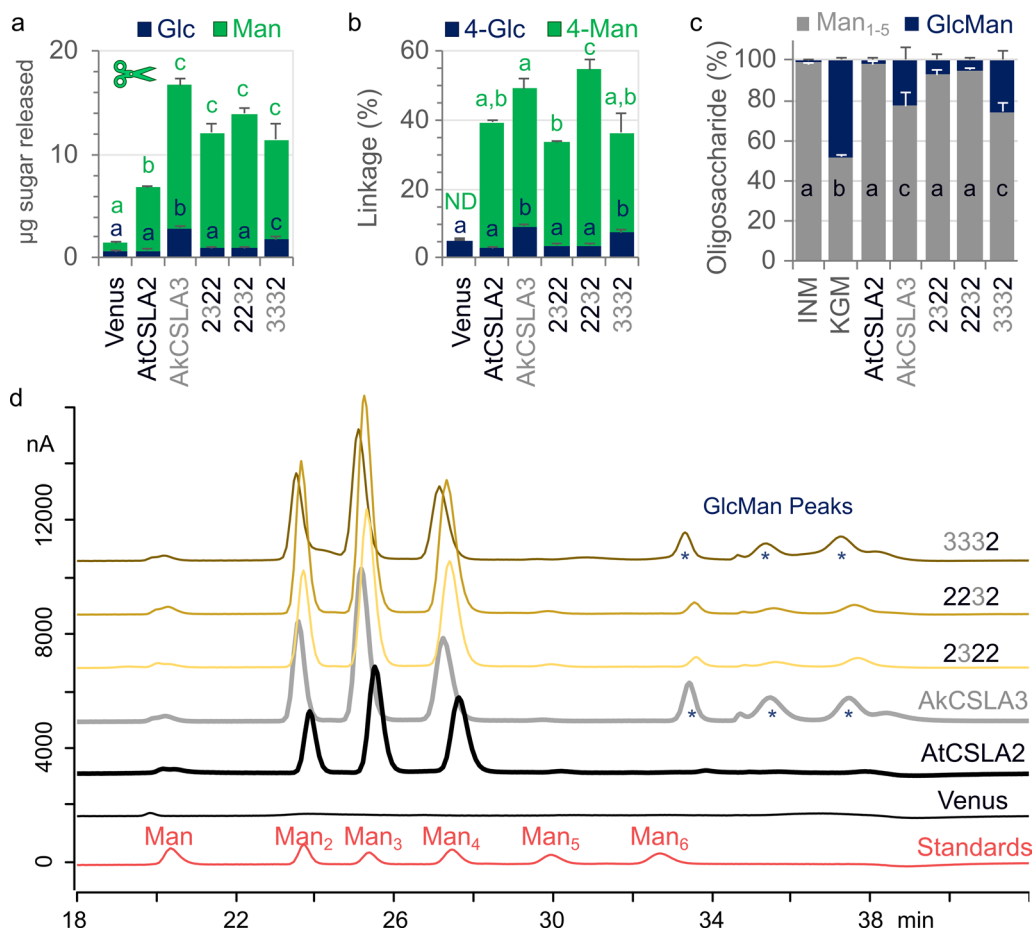 a
Glc Man
µg sugar released
20
10
0
c
b
c
c
c
a
a
a
b
a
a
c
Venus
AtCSLA2
AkCSLA3
2322
2232
3332
b
4-Glc 4-Man
Linkage (%)
60
40
20
0
ND
a
a,b
a
b
c
a,b
a
b
a
a
b
Venus
AtCSLA2
AkCSLA3
2322
2232
3332
c
Man1-5 GlcMan
Oligosaccharide (%)
100
80
60
40
20
0
a
b
a
c
a
a
c
INM
KGM
AtCSLA2
AkCSLA3
2322
2232
3332
d
nA
12000
8000
4000
0
GlcMan Peaks
* * *
3332
2232
2322
AkCSLA3
* * *
AtCSLA2
Venus
Man Man2 Man3 Man4 Man5 Man6
Standards
18 22 26 30 34 38 min